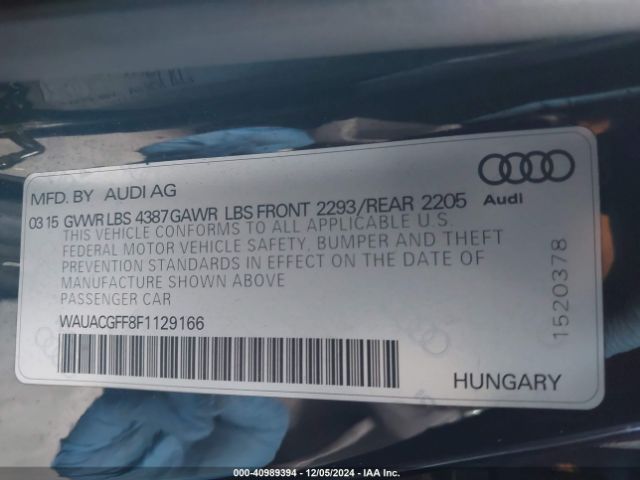 MFD. BY AUDI AG
03 15 GVWR LBS 4387 GAWR LBS FRONT 2293/REAR 2205
THIS VEHICLE CONFORMS TO ALL APPLICABLE U.S.
FEDERAL MOTOR VEHICLE SAFETY, BUMPER AND THEFT
PREVENTION STANDARDS IN EFFECT ON THE DATE OF
MANUFACTURE SHOWN ABOVE
PASSENGER CAR
WAUACGFF8F1129166
Audi
1520378
HUNGARY
000-40989394 - 12/05/2024 - IAA Inc.